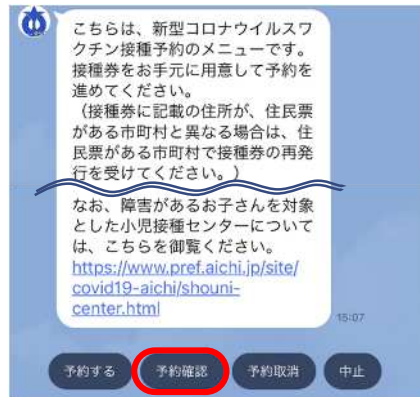 こちらは、新型コロナウイルスワ
クチン接種予約のメニューです。
接種券をお手元に用意して予約を
進めてください。
（接種券に記載の住所が、住民票
がある市町村と異なる場合は、住
民票がある市町村で接種券の再発
行を受けてください。）
なお、障害があるお子さんを対象
とした小児接種センターについて
は、こちらを御覧ください。
https://www.pref.aichi.jp/site/
covid19-aichi/shouni-
center.html
15:07
予約する 予約確認 予約取消 中止